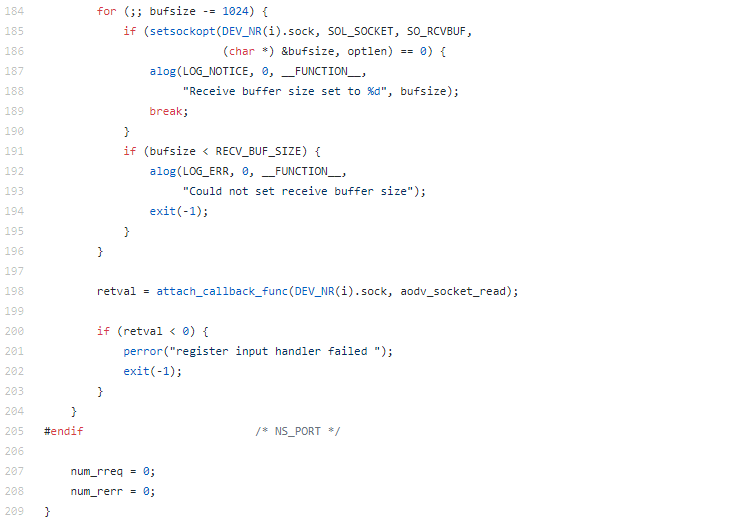 184 for (;; bufsize -= 1024) {
185 if (setsockopt(DEV_NR(i).sock, SOL_SOCKET, SO_RCVBUF,
186 (char *) &bufsize, optlen) == 0) {
187 alog(LOG_NOTICE, 0, __FUNCTION__,
188 "Receive buffer size set to %d", bufsize);
189 break;
190 }
191 if (bufsize < RECV_BUF_SIZE) {
192 alog(LOG_ERR, 0, __FUNCTION__,
193 "Could not set receive buffer size");
194 exit(-1);
195 }
196 }
197
198 retval = attach_callback_func(DEV_NR(i).sock, aodv_socket_read);
199
200 if (retval < 0) {
201 perror("register input handler failed ");
202 exit(-1);
203 }
204 }
205 #endif /* NS_PORT */
206
207 num_rreq = 0;
208 num_rerr = 0;
209 }